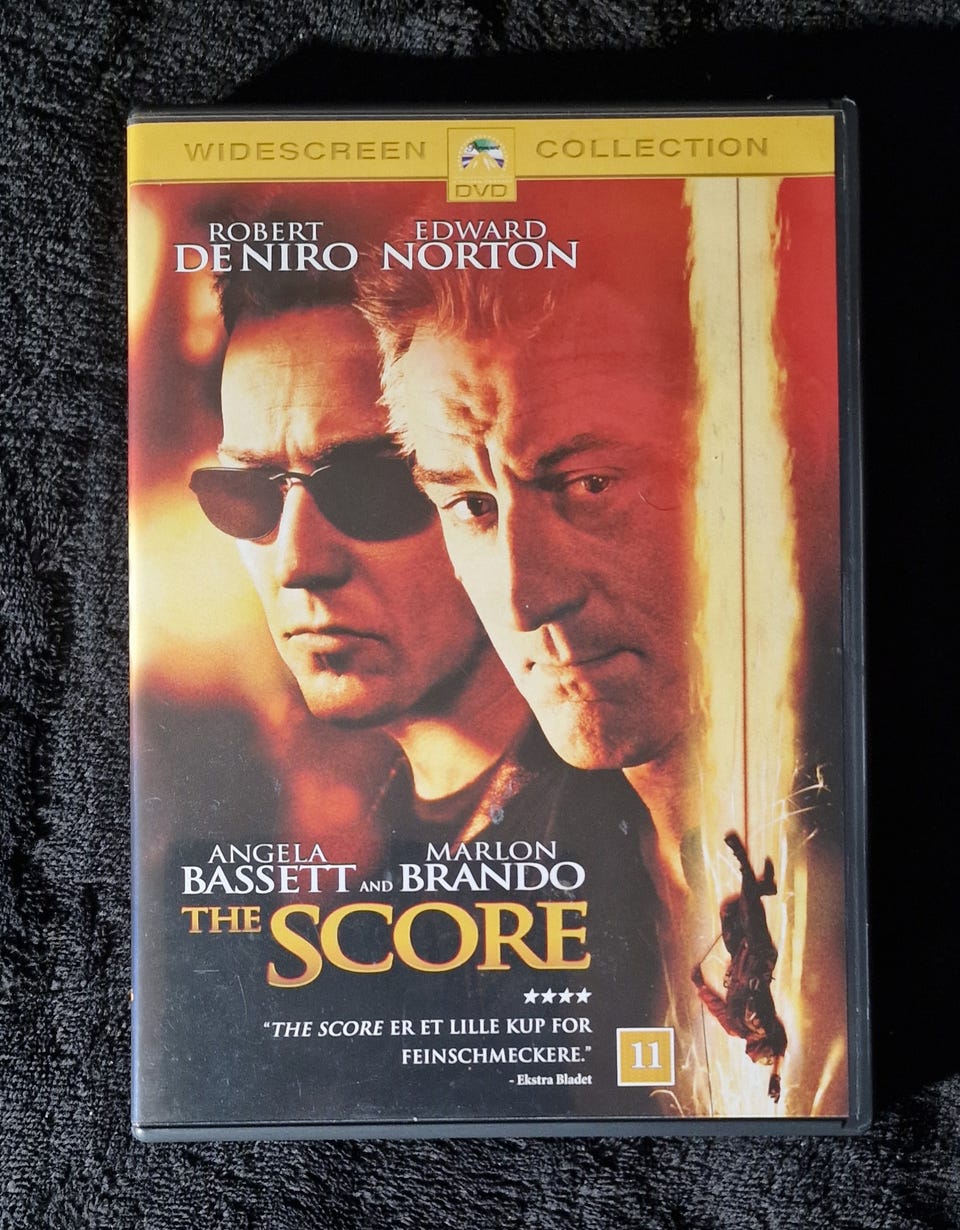 WIDESCREEN COLLECTION
Paramount
DVD
ROBERT EDWARD
DE NIRO NORTON
ANGELA MARLON
BASSETT AND BRANDO
THE SCORE
★★★★
"THE SCORE ER ET LILLE KUP FOR
FEINSCHMECKERE."
- Ekstra Bladet
11